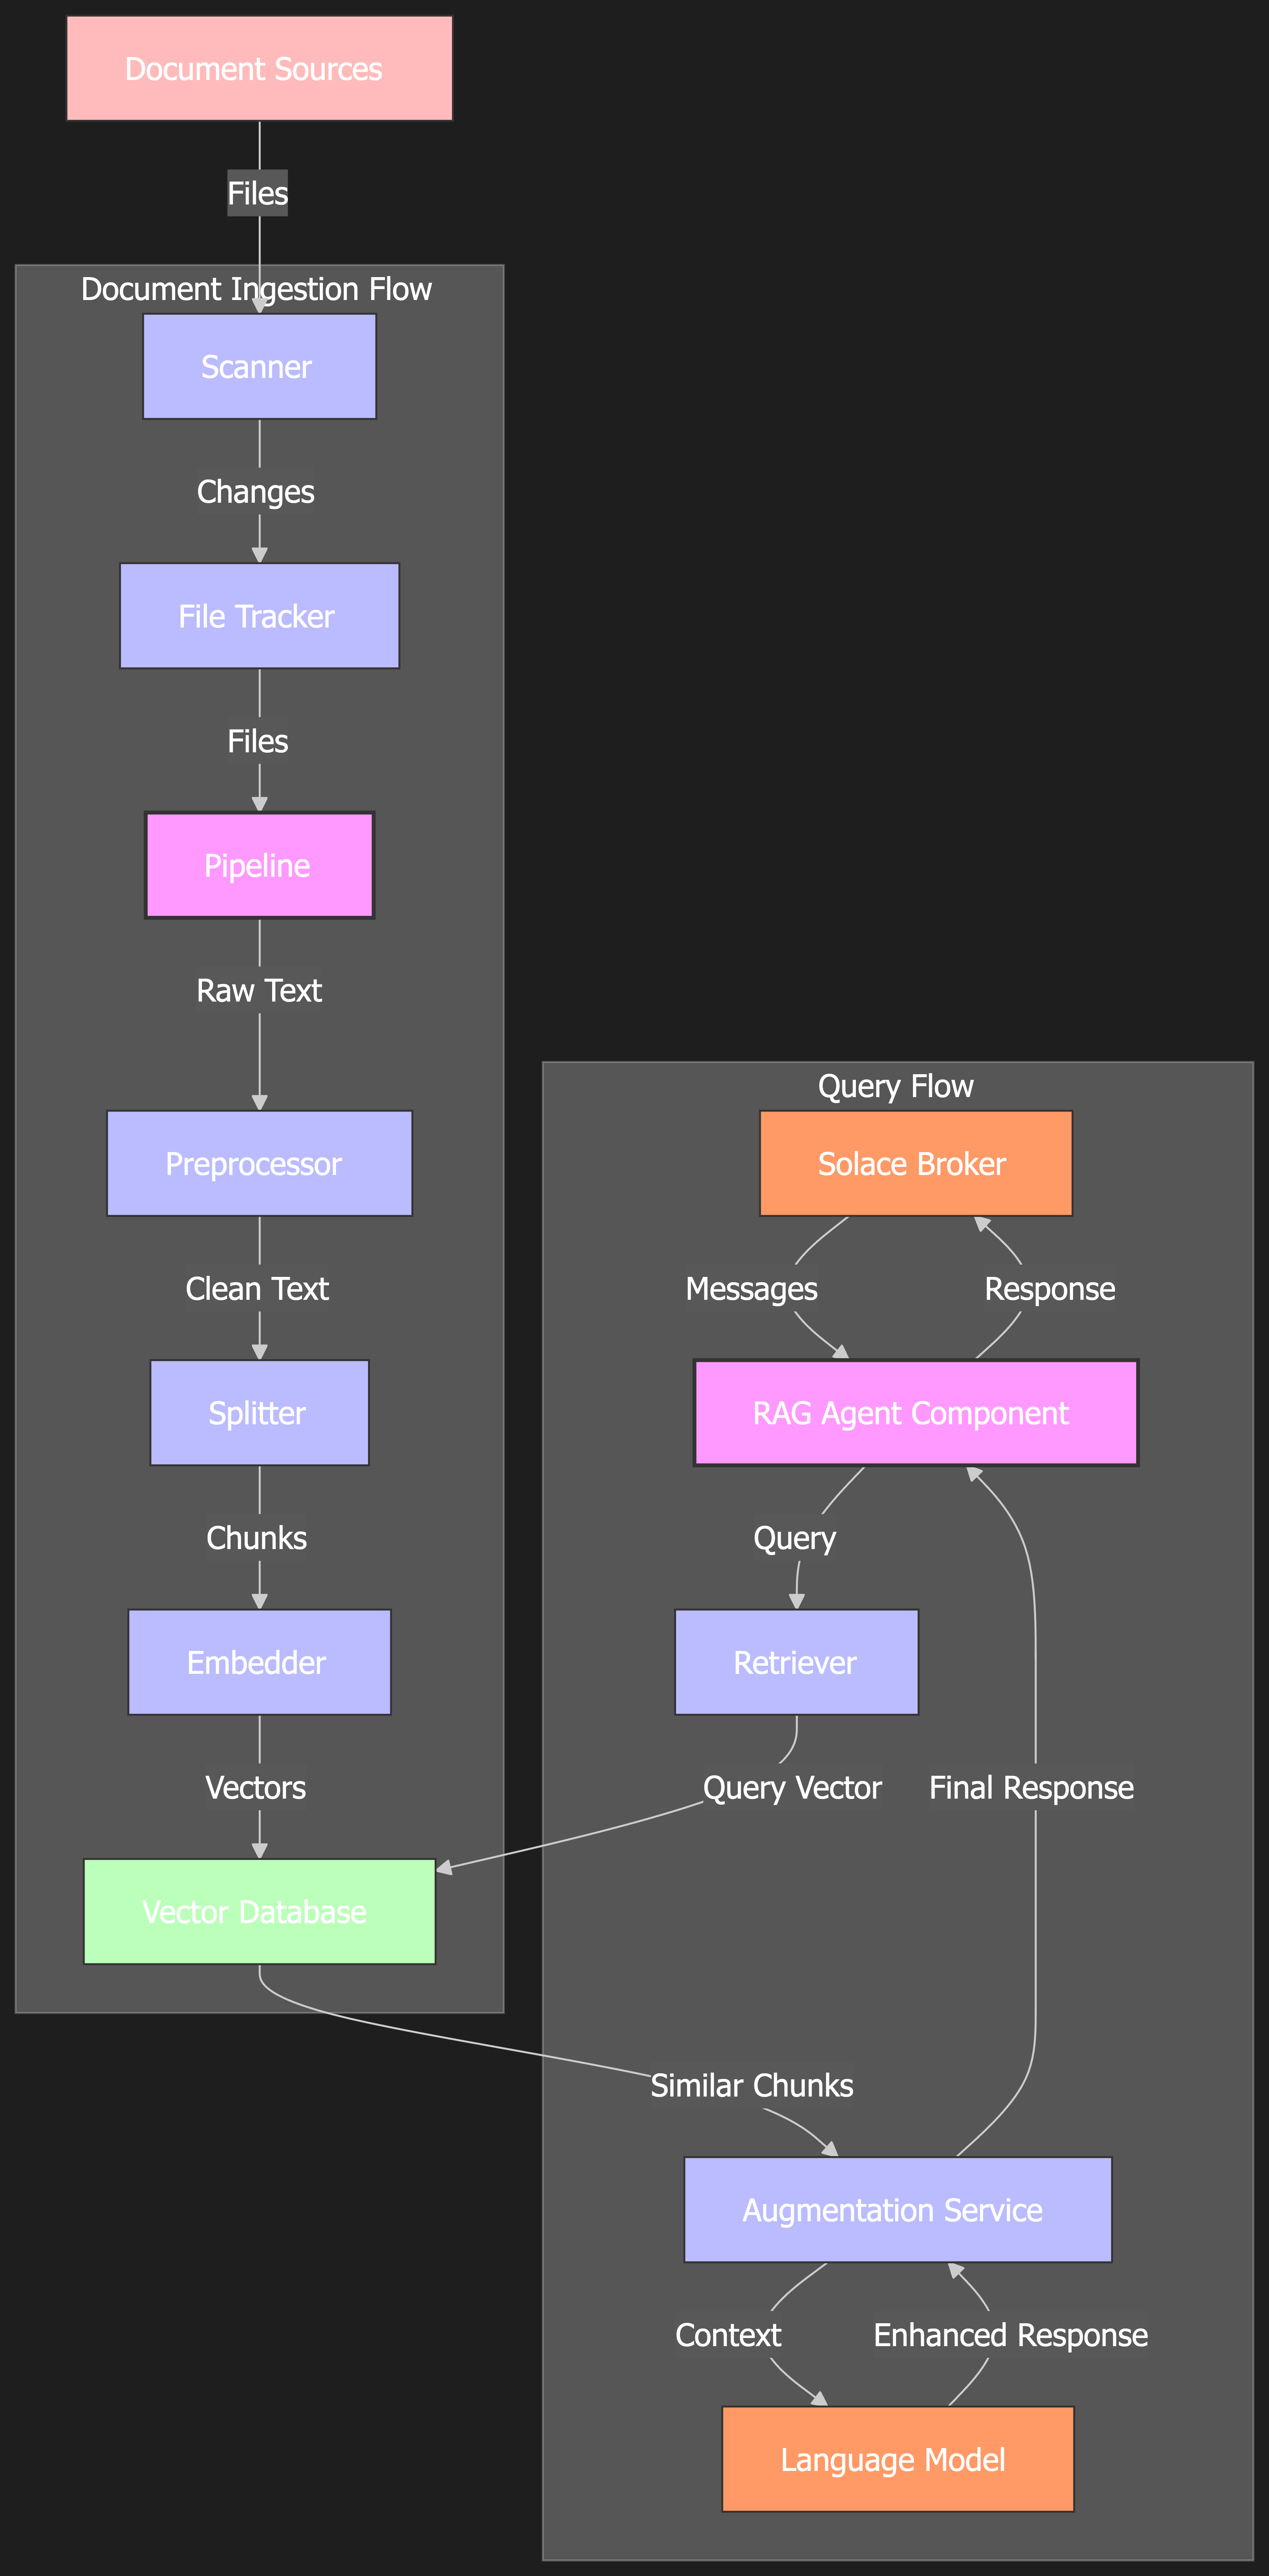 Document Sources
Files
Document Ingestion Flow
Scanner
Changes
File Tracker
Files
Pipeline
Raw Text
Preprocessor
Clean Text
Splitter
Chunks
Embedder
Vectors
Vector Database
Query Flow
Solace Broker
Messages
Response
RAG Agent Component
Query
Retriever
Query Vector
Final Response
Similar Chunks
Augmentation Service
Context
Enhanced Response
Language Model